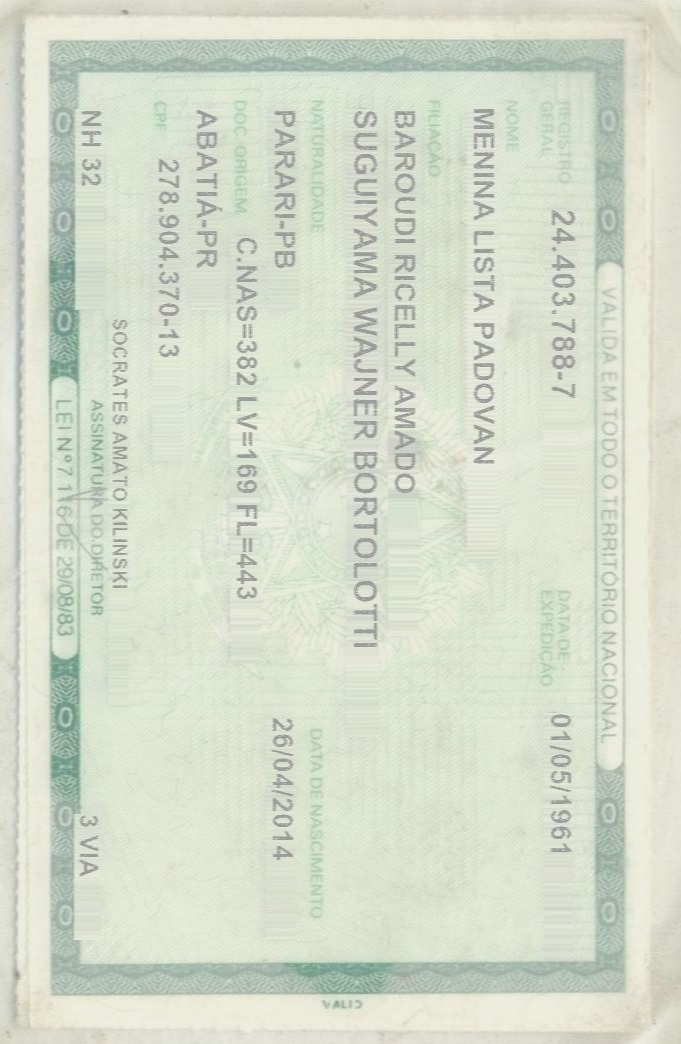 VALIDA EM TODO O TERRITÓRIO NACIONAL
REGISTRO GERAL 24.403.788-7 DATA DE EXPEDIÇÃO 01/05/1961
NOME
MENINA LISTA PADOVAN
FILIAÇÃO
BAROUDI RICELLY AMADO
SUGUIYAMA WAJNER BORTOLOTTI
NATURALIDADE DATA DE NASCIMENTO
PARARI-PB 26/04/2014
DOC. ORIGEM C.NAS=382 LV=169 FL=443
ABATIÁ-PR
CPF 278.904.370-13
SOCRATES AMATO KILINSKI
NH 32 ASSINATURA DO DIRETOR 3 VIA
LEI Nº 7.116 DE 29/08/83
VALID